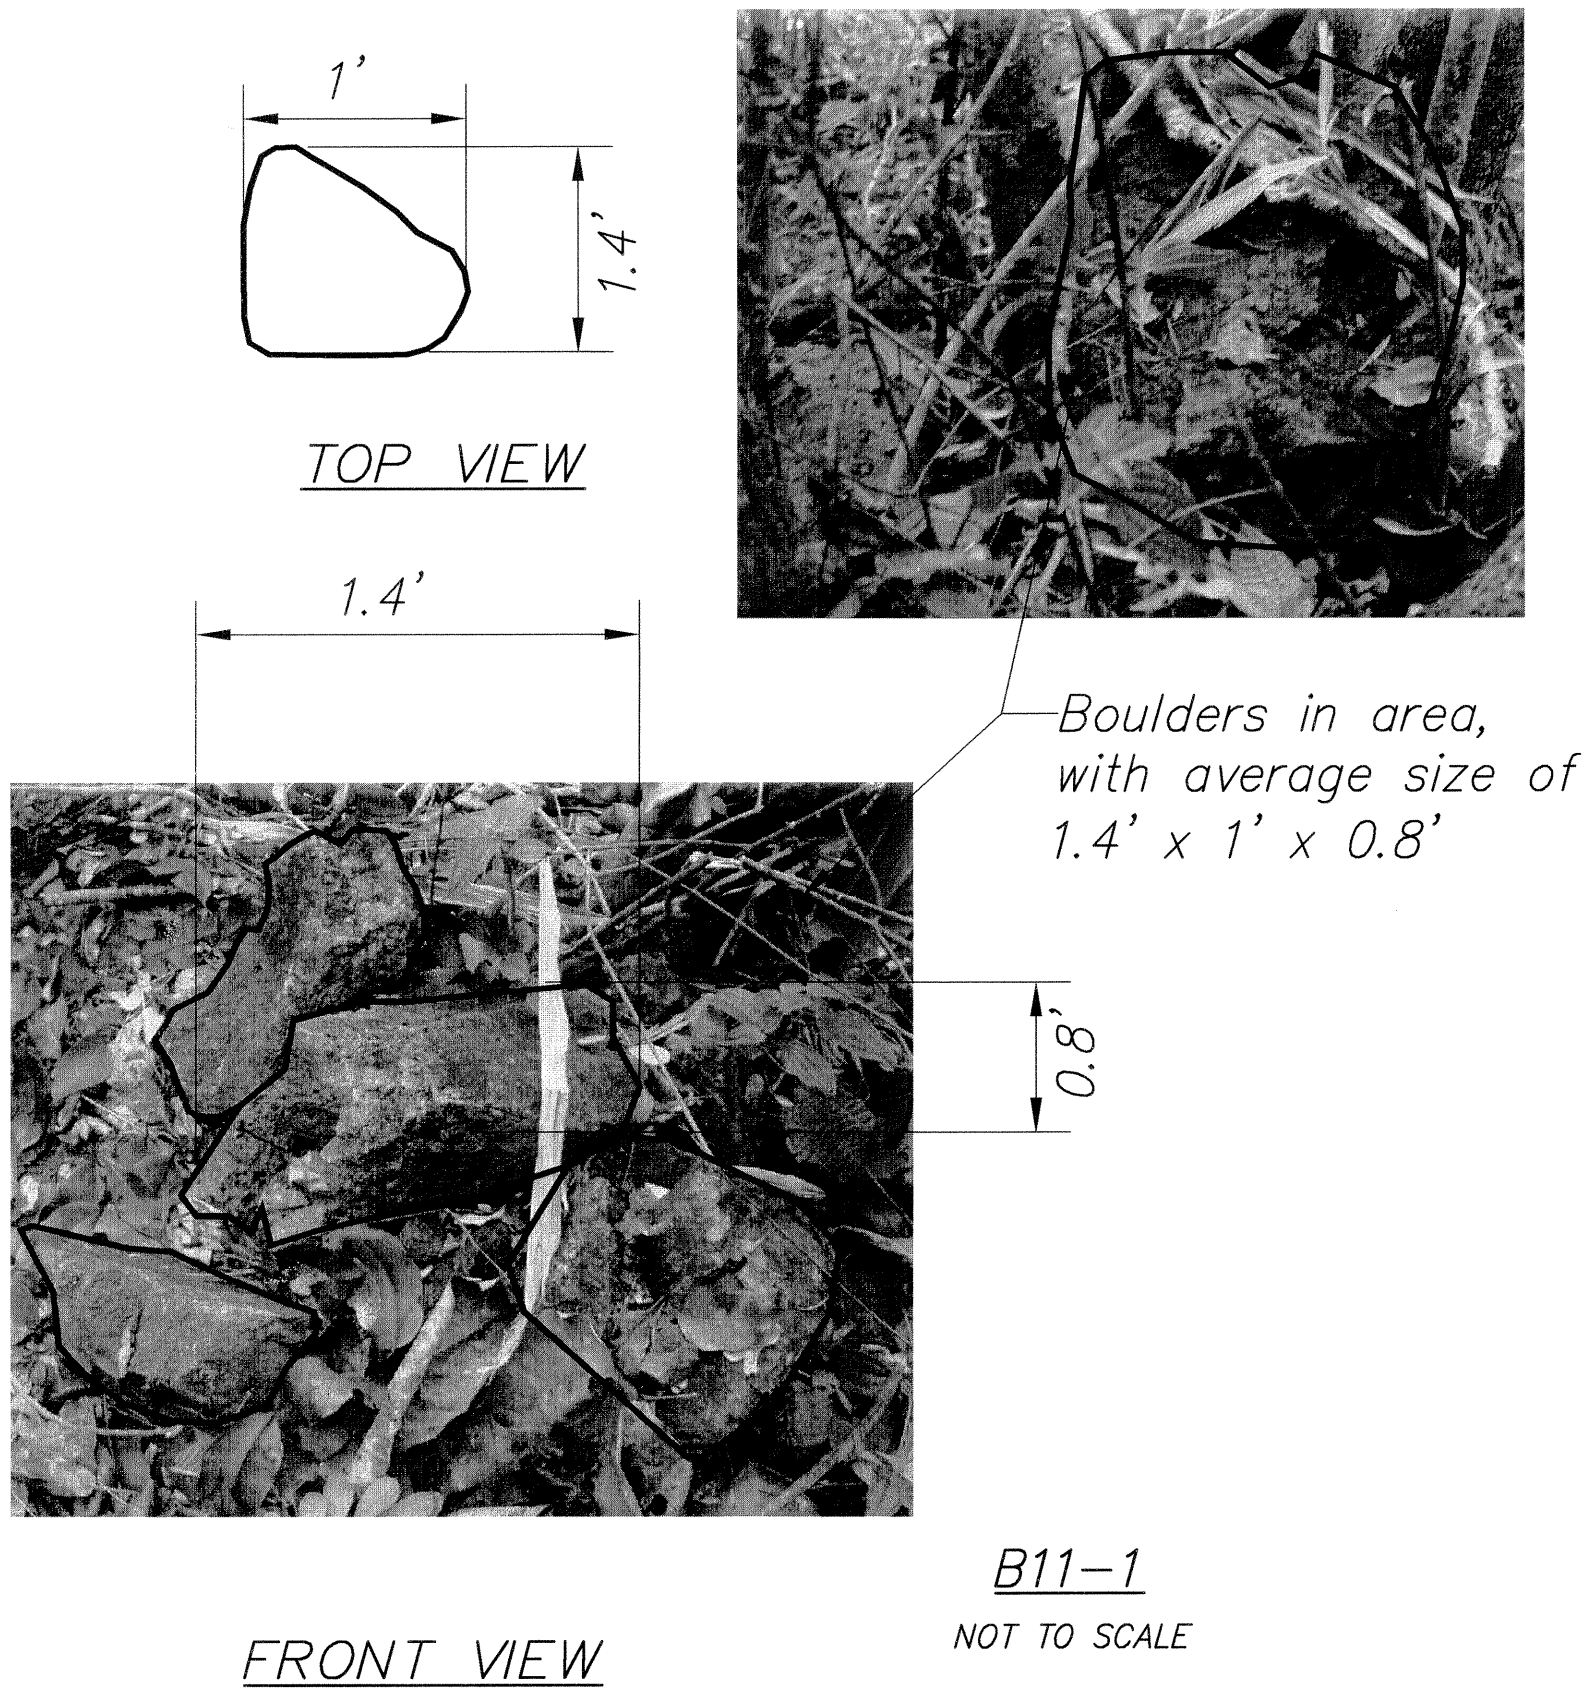 1'
1.4'
TOP VIEW
1.4'
Boulders in area,
with average size of
1.4' x 1' x 0.8'
0.8'
B11-1
NOT TO SCALE
FRONT VIEW